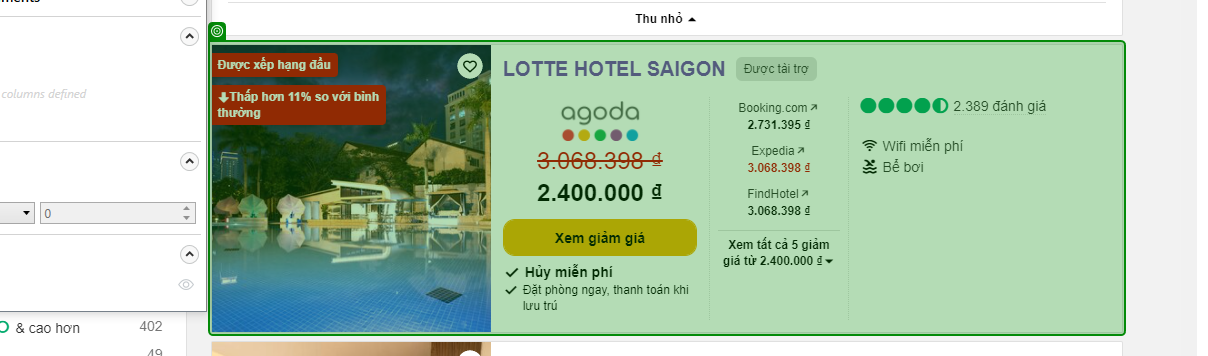 Thu nhỏ
columns defined
0
& cao hơn
402
49
Được xếp hạng đầu
Thấp hơn 11% so với bình
thường
LOTTE HOTEL SAIGON
Được tài trợ
agoda
3.068.398 ₫
2.400.000 ₫
Xem giảm giá
Hủy miễn phí
Đặt phòng ngay, thanh toán khi
lưu trú
Booking.com
2.731.395 ₫
Expedia
3.068.398 ₫
FindHotel
3.068.398 ₫
Xem tất cả 5 giảm
giá từ 2.400.000 ₫
2.389 đánh giá
Wifi miễn phí
Bể bơi